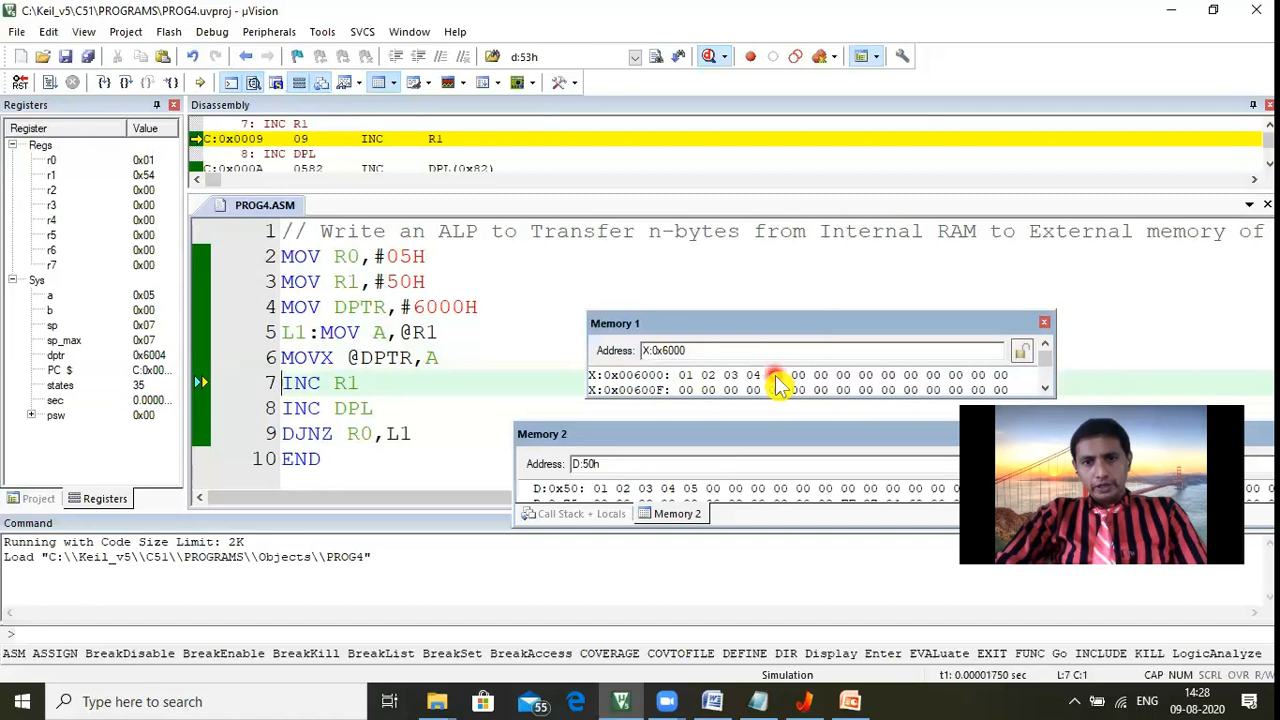 C:\Keil_v5\C51\PROGRAMS\PROG4.uvproj - µVision
File Edit View Project Flash Debug Peripherals Tools SVCS Window Help
d:53h
RST
Registers
Disassembly
Register Value
Regs
r0 0x01
r1 0x54
r2 0x00
r3 0x00
r4 0x00
r5 0x00
r6 0x00
r7 0x00
Sys
a 0x05
b 0x00
sp 0x07
sp_max 0x07
dptr 0x6004
PC $ C:0x00...
states 35
sec 0.0000...
psw
Project Registers
7: INC R1
C:0x0009 09 INC R1
8: INC DPL
C:0x000A 0582 INC DPL(0x82)
PROG4.ASM
1 // Write an ALP to Transfer n-bytes from Internal RAM to External memory of
2 MOV R0,#05H
3 MOV R1,#50H
4 MOV DPTR,#6000H
5 L1:MOV A,@R1
6 MOVX @DPTR,A
7 INC R1
8 INC DPL
9 DJNZ R0,L1
10 END
Memory 1
Address: X:0x6000
X:0x006000: 01 02 03 04 00 00 00 00 00 00 00 00 00 00
X:0x00600F: 00 00 00 00 00 00 00 00 00 00 00 00 00 00
Memory 2
Address: D:50h
D:0x50: 01 02 03 04 05 00 00 00 00 00 00 00 00 00 00 00
Call Stack + Locals Memory 2
Command
Running with Code Size Limit: 2K
Load "C:\\Keil_v5\\C51\\PROGRAMS\\Objects\\PROG4"
>
ASM ASSIGN BreakDisable BreakEnable BreakKill BreakList BreakSet BreakAccess COVERAGE COVTOFILE DEFINE DIR Display Enter EVALuate EXIT FUNC Go INCLUDE KILL LogicAnalyze
Simulation t1: 0.00001750 sec L:7 C:1 CAP NUM SCRL OVR R/W
Type here to search
55
ENG
14:28
09-08-2020